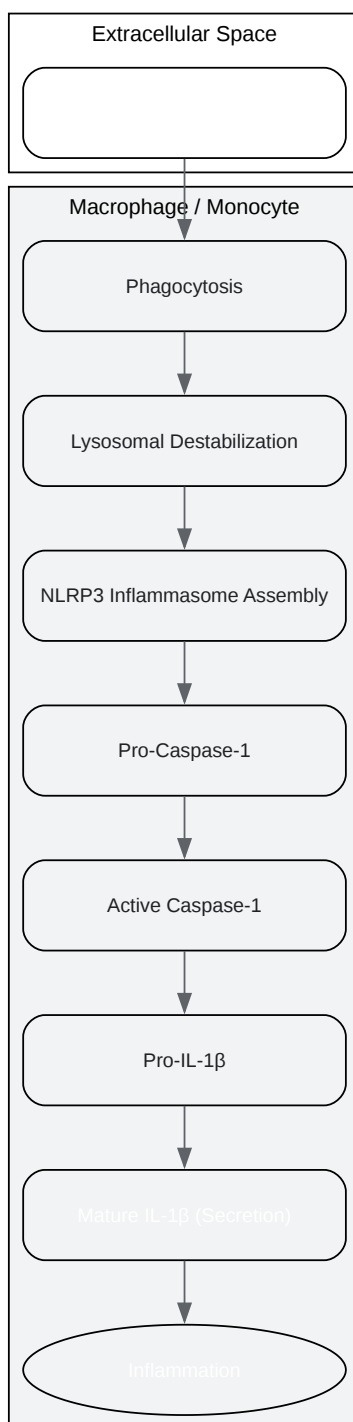 Extracellular Space
Macrophage / Monocyte
Phagocytosis
Lysosomal Destabilization
NLRP3 Inflammasome Assembly
Pro-Caspase-1
Active Caspase-1
Pro-IL-1β
Mature IL-1β (Secretion)
Inflammation